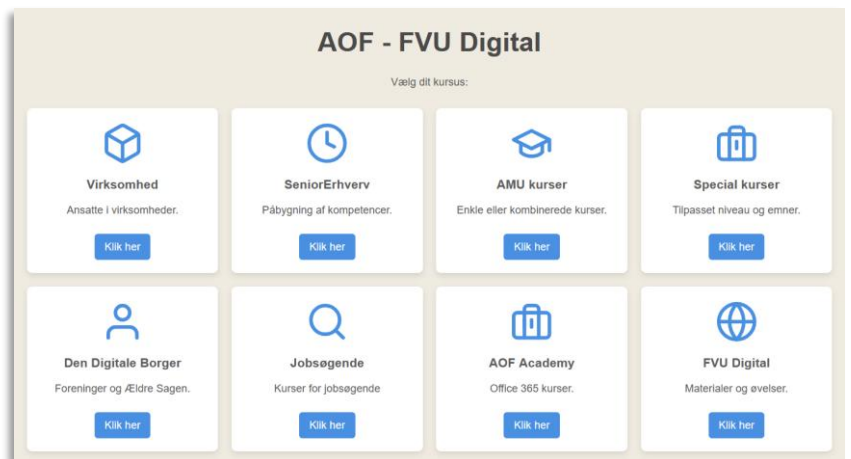 AOF - FVU Digital
Vælg dit kursus:
Virksomhed
Ansatte i virksomheder.
Klik her
SeniorErhverv
Påbygning af kompetencer.
Klik her
AMU kurser
Enkle eller kombinerede kurser.
Klik her
Special kurser
Tilpasset niveau og emner.
Klik her
Den Digitale Borger
Foreninger og Ældre Sagen.
Klik her
Jobsøgende
Kurser for jobsøgende
Klik her
AOF Academy
Office 365 kurser.
Klik her
FVU Digital
Materialer og øvelser.
Klik her